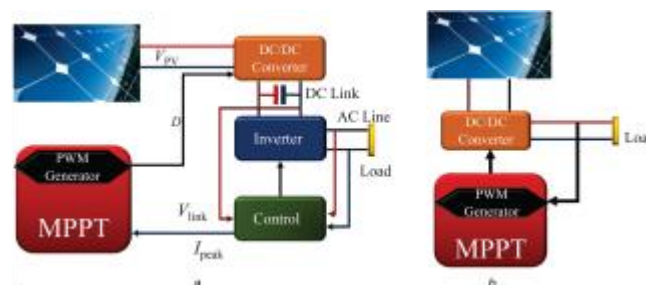 V_PV
DC/DC
Converter
DC Link
D
AC Line
Inverter
Load
PWM
Generator
MPPT
V_link
Control
I_peak
a
DC/DC
Converter
Loa
PWM
Generator
MPPT
b